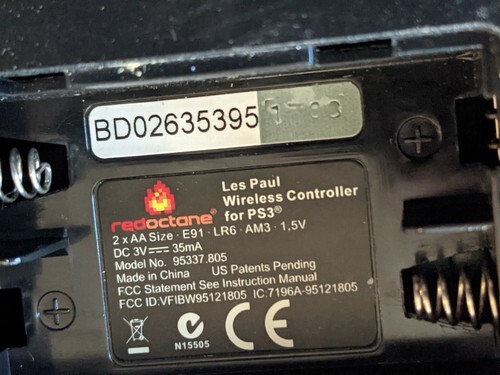 BD02635395 1703
redoctane®
Les Paul
Wireless Controller
for PS3®
2 x AA Size · E91 · LR6 · AM3 · 1,5V
DC 3V 35mA
Model No. 95337.805
Made in China US Patents Pending
FCC Statement See Instruction Manual
FCC ID:VFIBW95121805 IC:7196A-95121805
N15505
CE